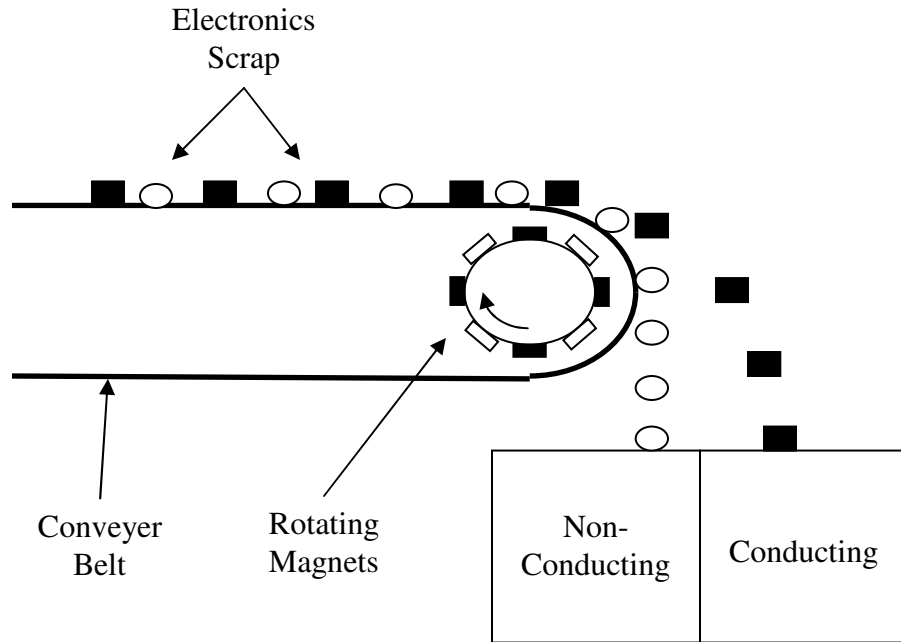 Electronics
Scrap
Conveyer
Belt
Rotating
Magnets
Non-
Conducting
Conducting